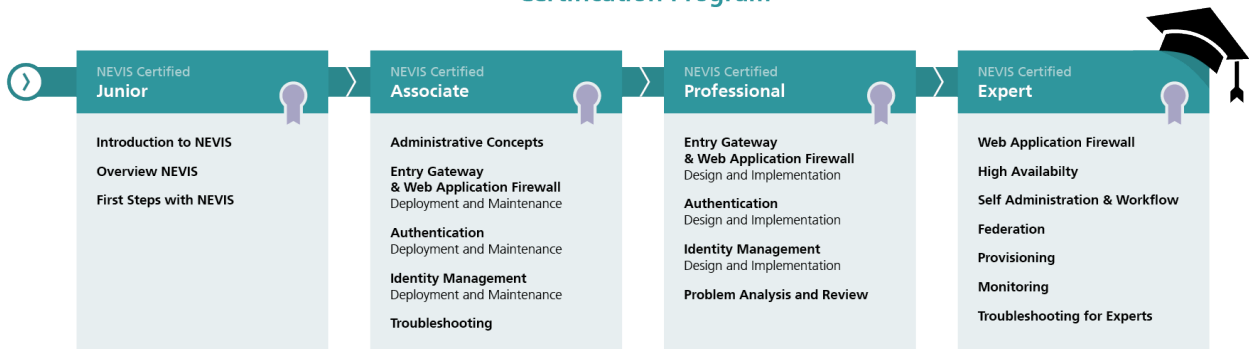 Certification Program
NEVIS Certified
Junior
Introduction to NEVIS
Overview NEVIS
First Steps with NEVIS
NEVIS Certified
Associate
Administrative Concepts
Entry Gateway
& Web Application Firewall
Deployment and Maintenance
Authentication
Deployment and Maintenance
Identity Management
Deployment and Maintenance
Troubleshooting
NEVIS Certified
Professional
Entry Gateway
& Web Application Firewall
Design and Implementation
Authentication
Design and Implementation
Identity Management
Design and Implementation
Problem Analysis and Review
NEVIS Certified
Expert
Web Application Firewall
High Availabilty
Self Administration & Workflow
Federation
Provisioning
Monitoring
Troubleshooting for Experts